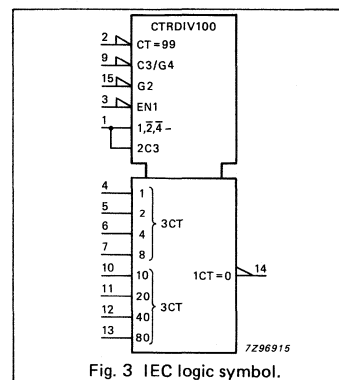 CTRDIV100
2 CT=99
9 C3/G4
15 G2
3 EN1
1 1,2̅,4̅−
2C3
4 1
5 2
6 4
7 8
3CT
10 10
11 20
12 40
13 80
3CT
1CT=0 14
7Z96915
Fig. 3 IEC logic symbol.